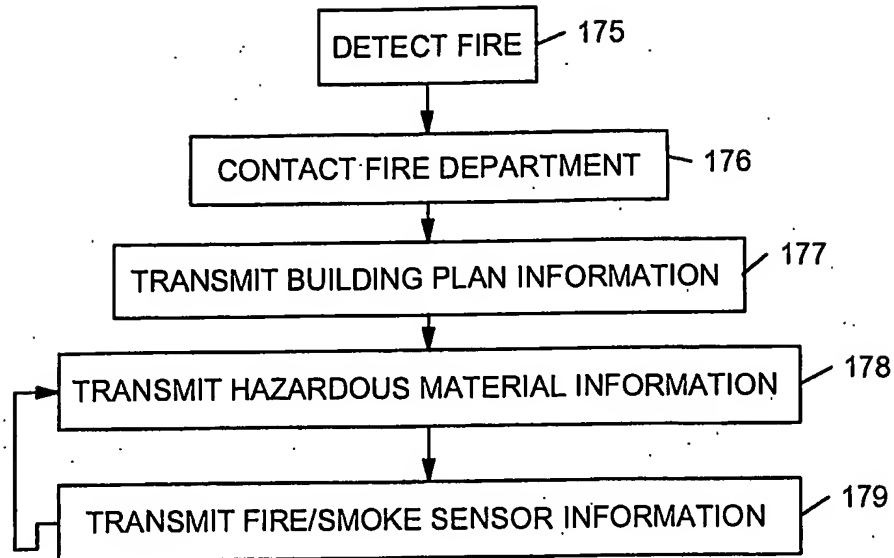 DETECT FIRE 175
CONTACT FIRE DEPARTMENT 176
TRANSMIT BUILDING PLAN INFORMATION 177
TRANSMIT HAZARDOUS MATERIAL INFORMATION 178
TRANSMIT FIRE/SMOKE SENSOR INFORMATION 179